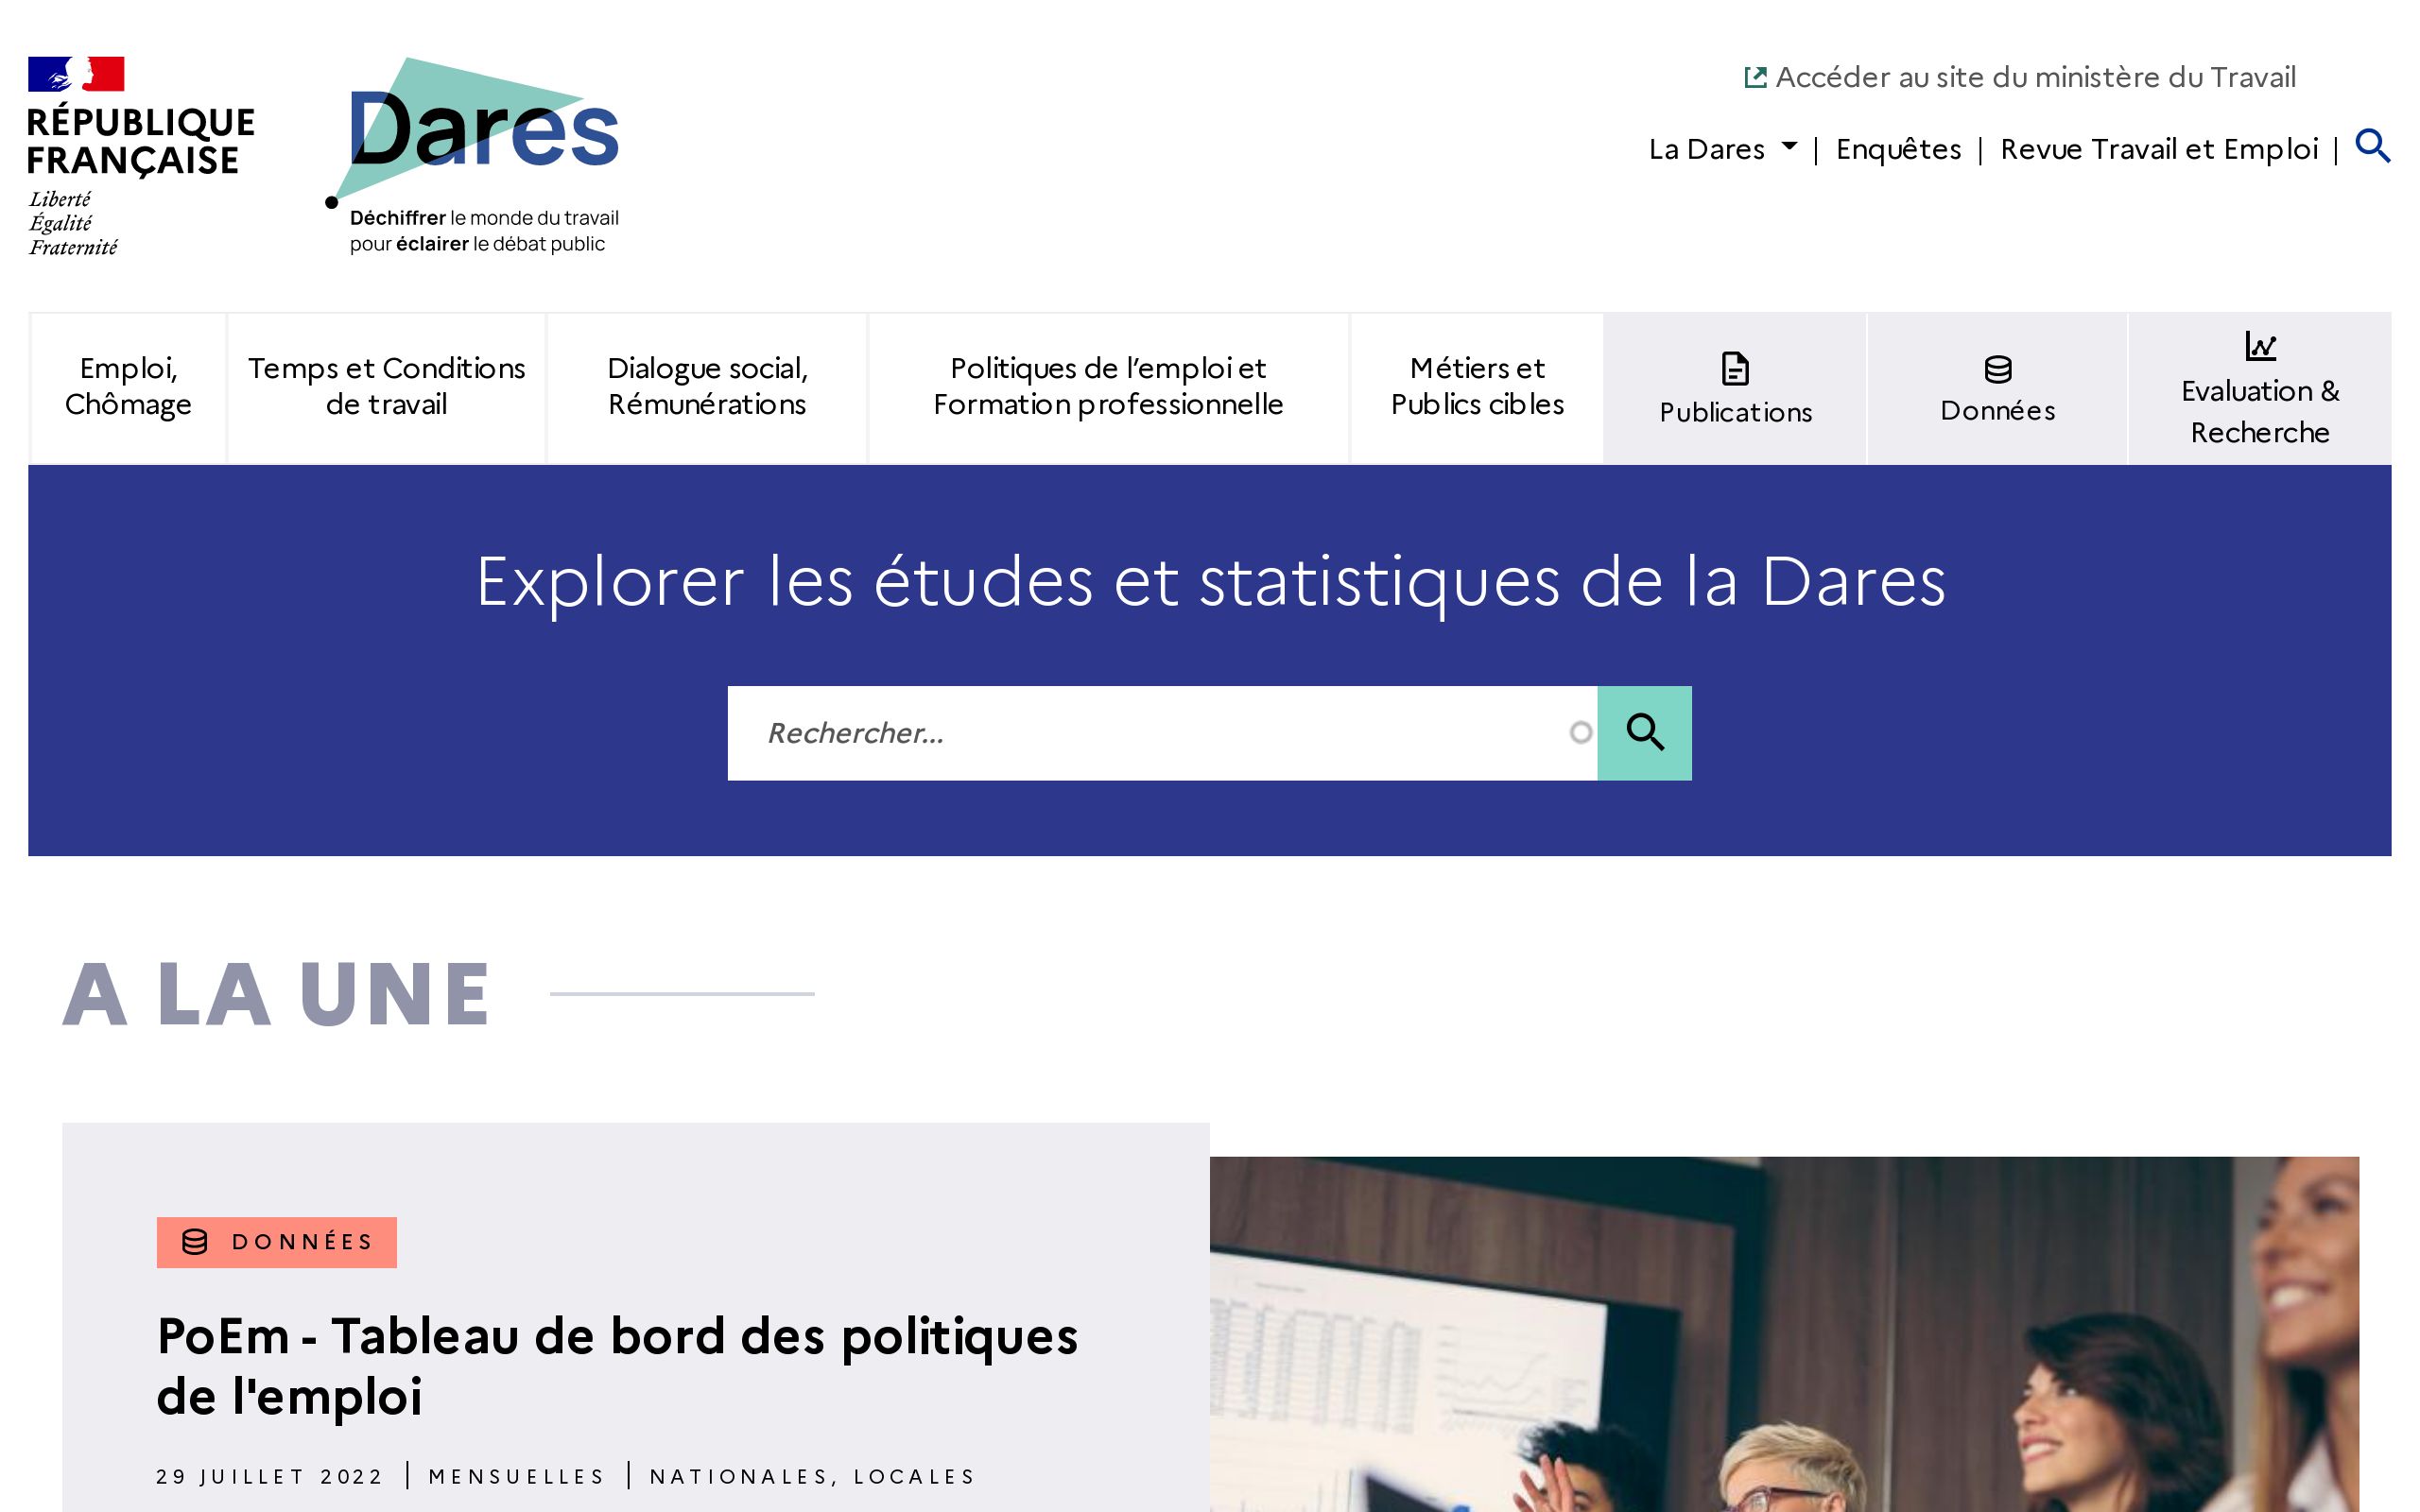 RÉPUBLIQUE
FRANÇAISE
Liberté
Égalité
Fraternité
Dares
Déchiffrer le monde du travail
pour éclairer le débat public
Accéder au site du ministère du Travail
La Dares | Enquêtes | Revue Travail et Emploi |
Emploi,
Chômage
Temps et Conditions
de travail
Dialogue social,
Rémunérations
Politiques de l’emploi et
Formation professionnelle
Métiers et
Publics cibles
Publications
Données
Evaluation &
Recherche
Explorer les études et statistiques de la Dares
Rechercher...
A LA UNE
DONNÉES
PoEm - Tableau de bord des politiques
de l'emploi
29 JUILLET 2022 | MENSUELLES | NATIONALES, LOCALES